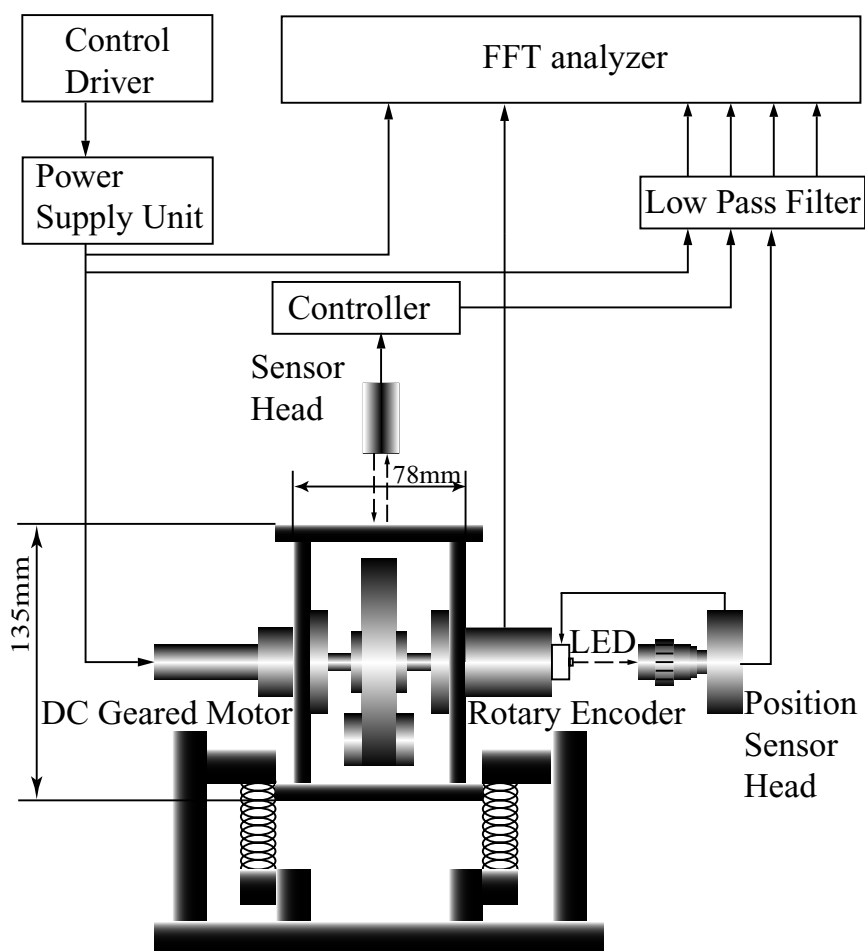 Control
Driver
FFT analyzer
Power
Supply Unit
Low Pass Filter
Controller
Sensor
Head
78mm
135mm
LED
DC Geared Motor
Rotary Encoder
Position
Sensor
Head